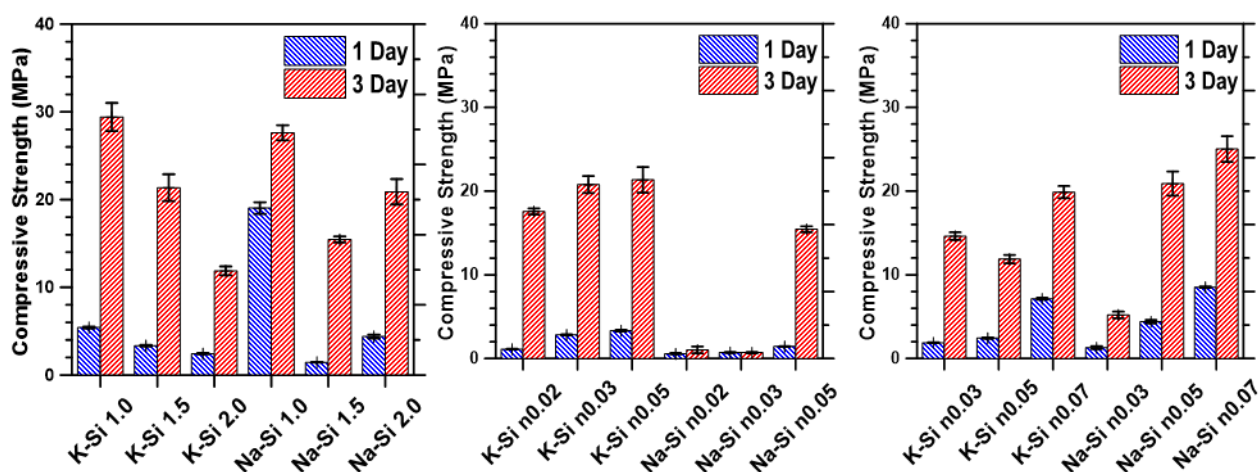 Compressive Strength (MPa)
40
30
20
10
0
1 Day
3 Day
K-Si 1.0
K-Si 1.5
K-Si 2.0
Na-Si 1.0
Na-Si 1.5
Na-Si 2.0
Compressive Strength (MPa)
40
30
20
10
0
1 Day
3 Day
K-Si n0.02
K-Si n0.03
K-Si n0.05
Na-Si n0.02
Na-Si n0.03
Na-Si n0.05
Compressive Strength (MPa)
40
30
20
10
0
1 Day
3 Day
K-Si n0.03
K-Si n0.05
K-Si n0.07
Na-Si n0.03
Na-Si n0.05
Na-Si n0.07